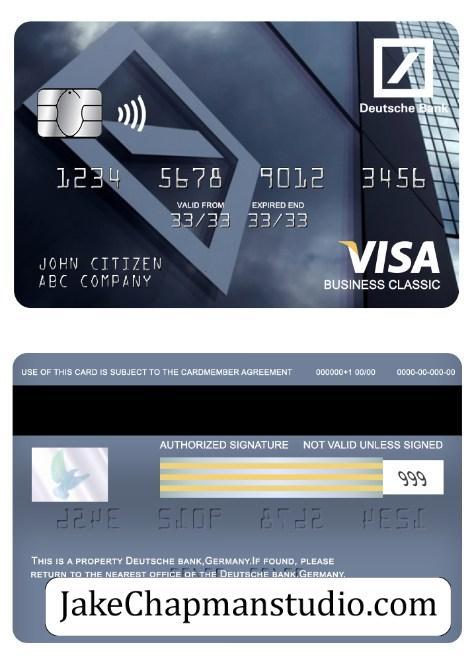 Deutsche Bank
1234 5678 9012 3456
VALID FROM EXPIRED END
33/33 33/33
JOHN CITIZEN
ABC COMPANY
VISA
BUSINESS CLASSIC
USE OF THIS CARD IS SUBJECT TO THE CARDMEMBER AGREEMENT 000000+1 00/00 0000-00-000-00
AUTHORIZED SIGNATURE NOT VALID UNLESS SIGNED
999
THIS IS A PROPERTY DEUTSCHE BANK,GERMANY.IF FOUND, PLEASE
RETURN TO THE NEAREST OFFICE OF THE DEUTSCHE BANK,GERMANY.
JakeChapmanstudio.com